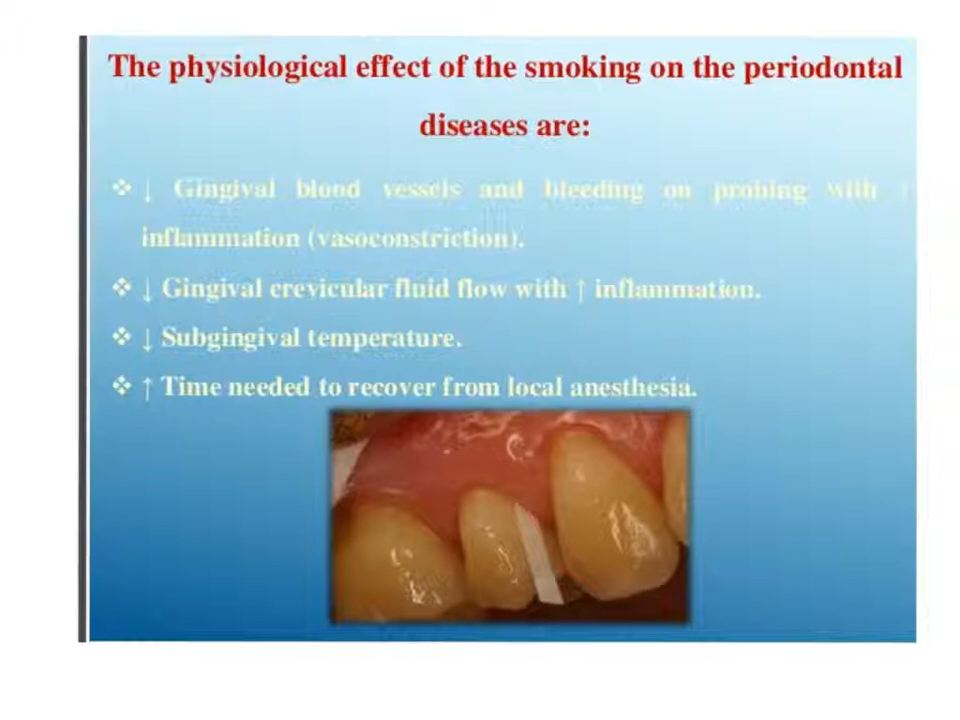 The physiological effect of the smoking on the periodontal
diseases are:
❖ ↓ Gingival blood vessels and bleeding on probing with ↑
inflammation (vasoconstriction).
❖ ↓ Gingival crevicular fluid flow with ↑ inflammation.
❖ ↓ Subgingival temperature.
❖ ↑ Time needed to recover from local anesthesia.